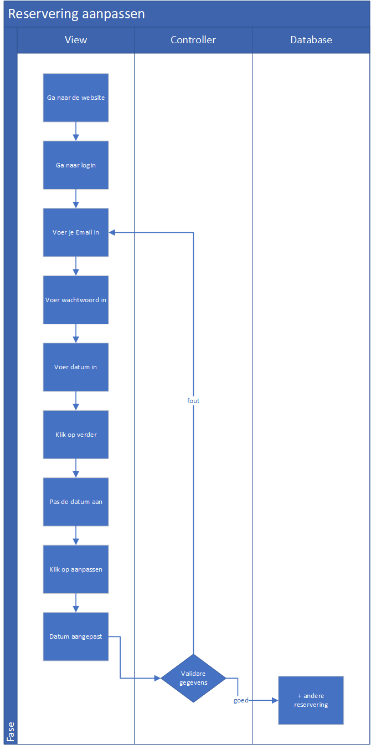 Reservering aanpassen
View
Controller
Database
Ga naar de website
Ga naar login
Voer je Email in
Voer wachtwoord in
Voer datum in
Klik op verder
fout
Pas de datum aan
Klik op aanpassen
Datum aangepast
Validare
gegevens
goed
+ andere
reservering
Fase